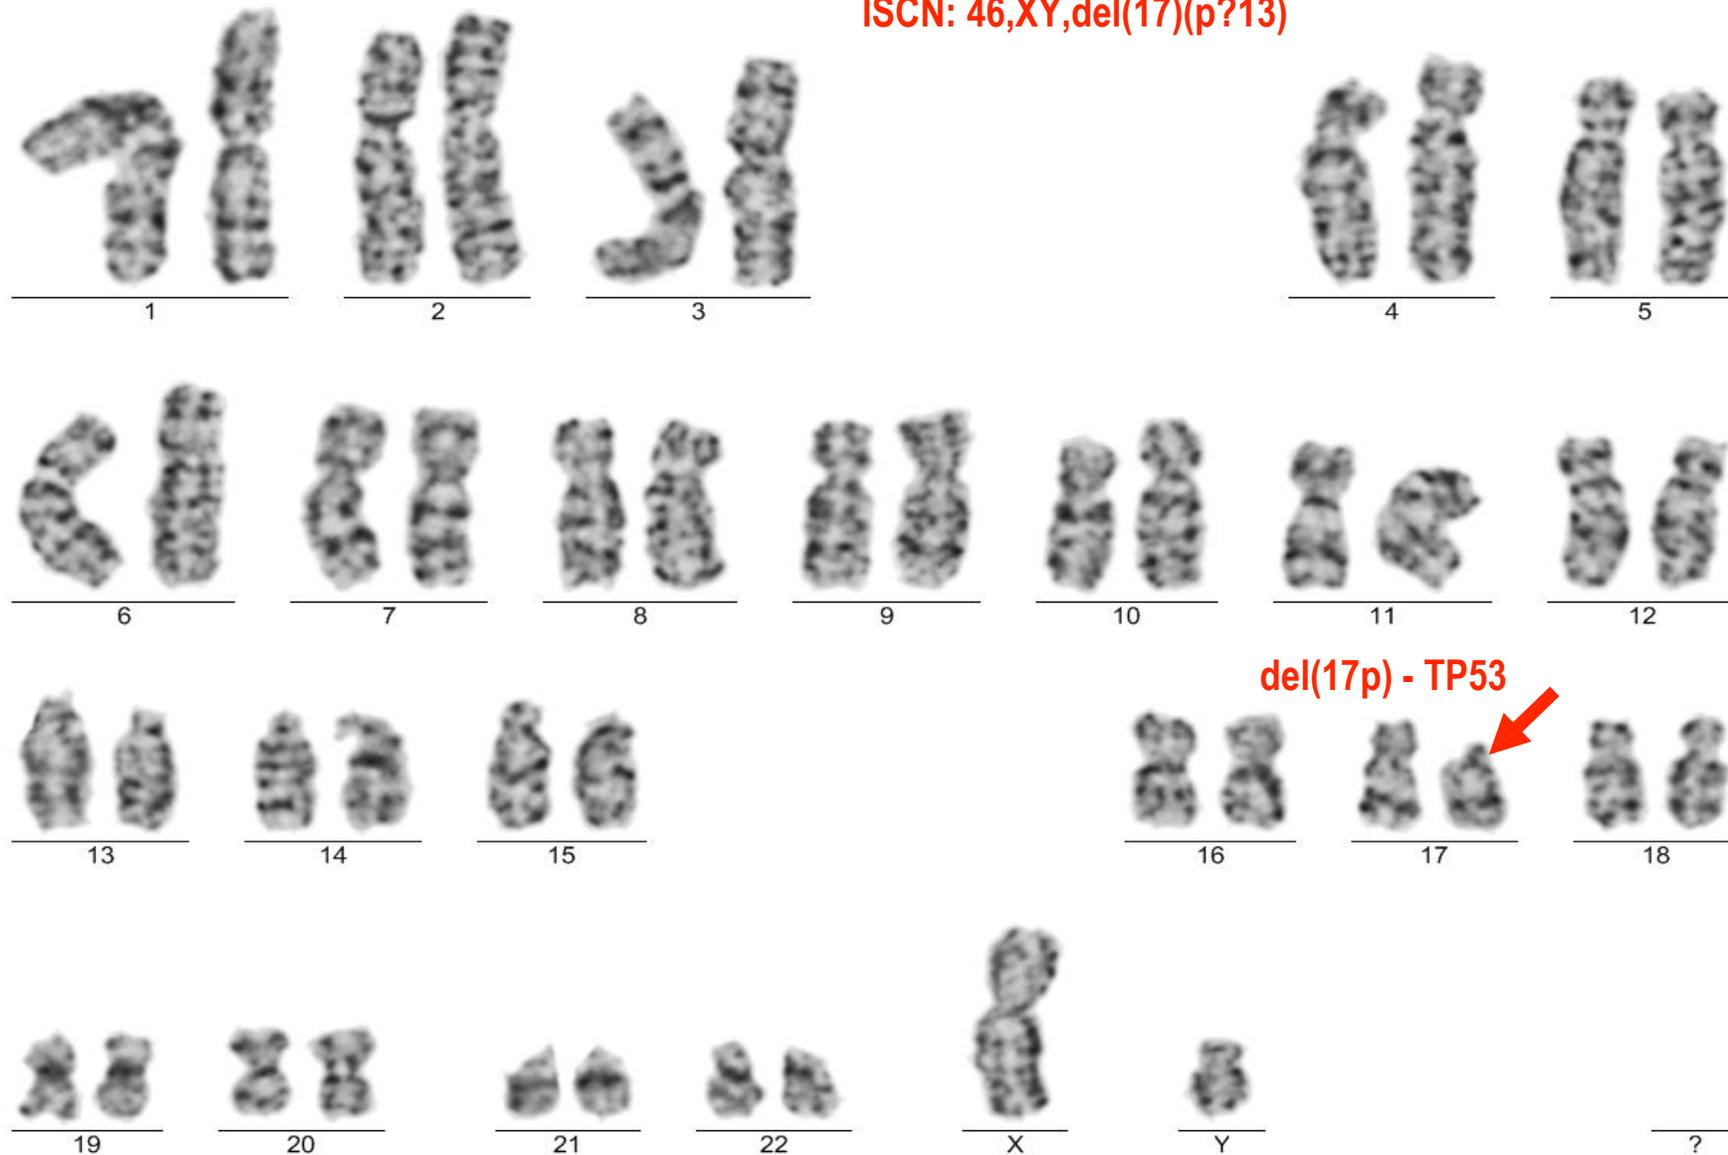 ISCN: 46,XY,del(17)(p?13)
1 2 3 4 5
6 7 8 9 10 11 12
del(17p) - TP53
13 14 15 16 17 18
19 20 21 22 X Y ?